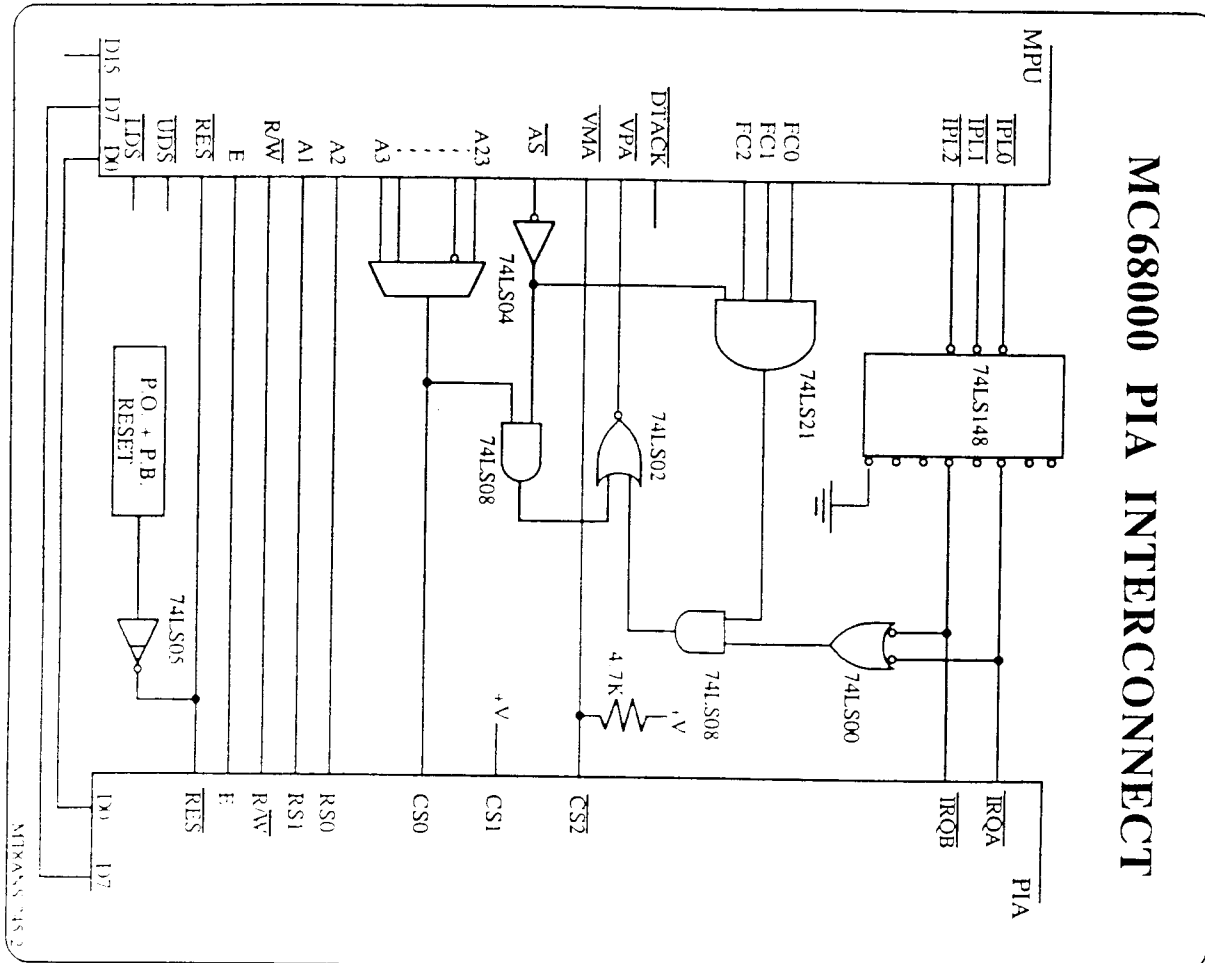 MC68000 PIA INTERCONNECT
MPU
IPL0
IPL1
IPL2
FC0
FC1
FC2
DTACK
VPA
VMA
AS
A23
A3
A2
A1
R/W
E
RES
UDS
LDS
D15
D7
D0
74LS148
74LS21
74LS04
74LS02
74LS08
74LS00
74LS08
4.7K
+V
+V
P.O. + P.B.
RESET
74LS05
PIA
IRQA
IRQB
CS2
CS1
CS0
RS0
RS1
R/W
E
RES
D0
D7